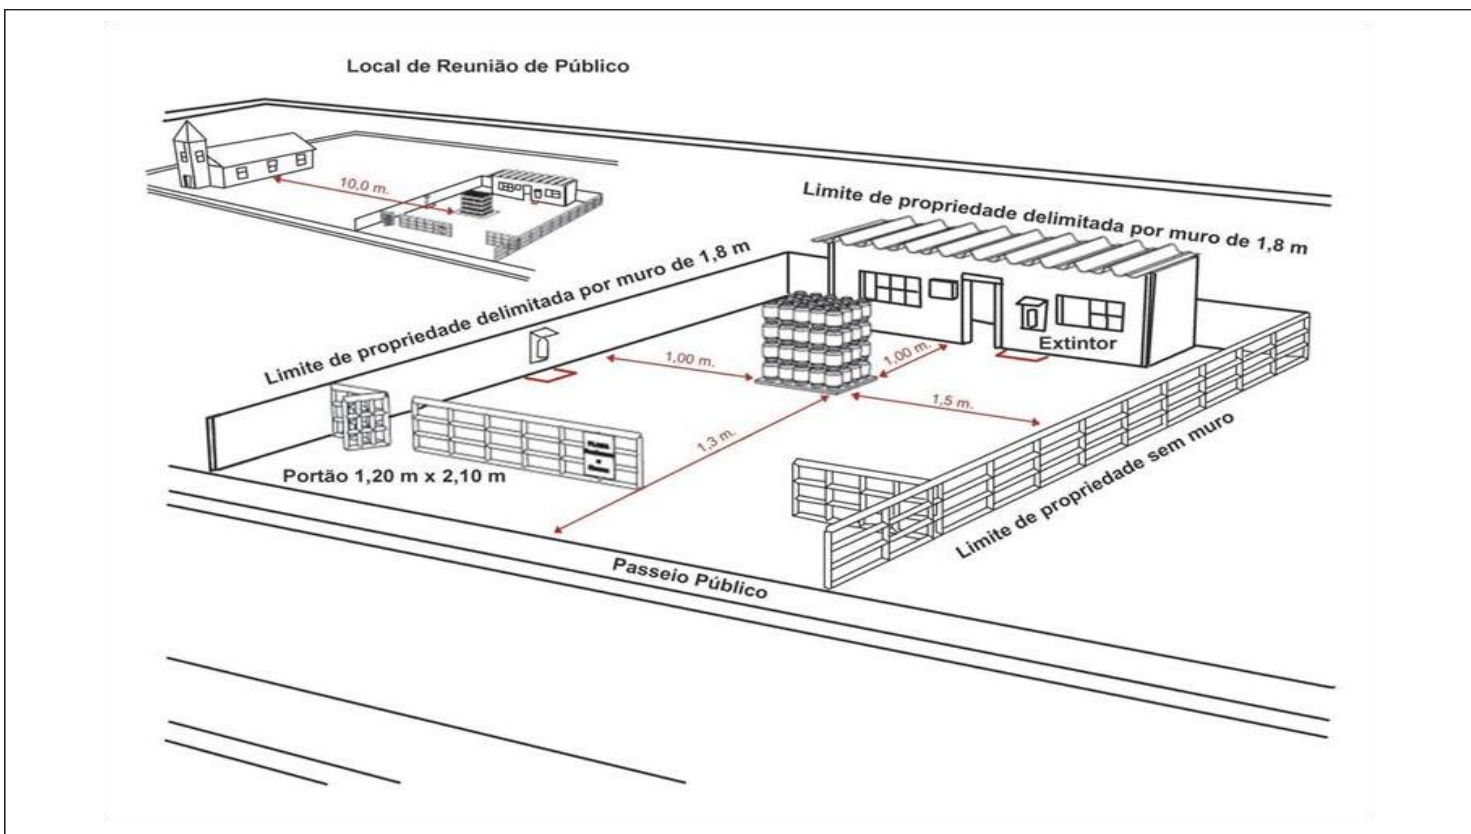 Local de Reunião de Público
10,0 m.
Limite de propriedade delimitada por muro de 1,8 m
Limite de propriedade delimitada por muro de 1,8 m
Extintor
1,00 m.
1,00 m.
1,5 m.
1,3 m.
Portão 1,20 m x 2,10 m
Limite de propriedade sem muro
Passeio Público